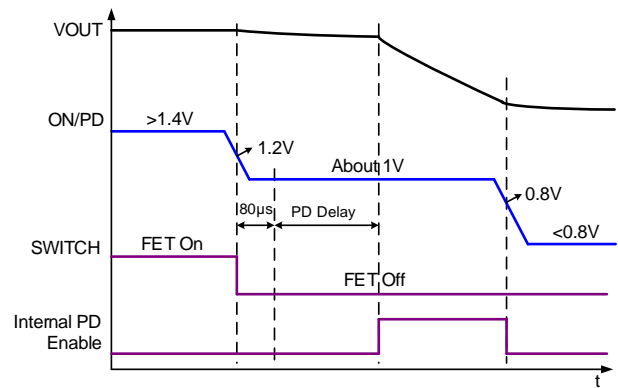 VOUT
ON/PD
>1.4V
1.2V
About 1V
0.8V
<0.8V
80µs
PD Delay
SWITCH
FET On
FET Off
Internal PD
Enable
t